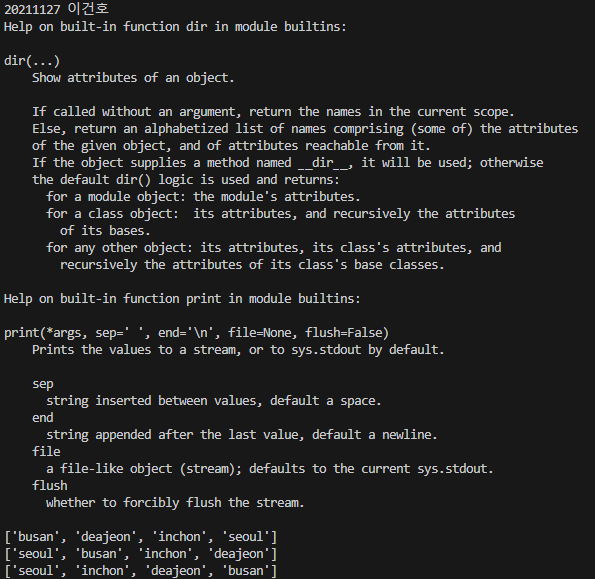 20211127 이건호
Help on built-in function dir in module builtins:

dir(...)
    Show attributes of an object.

    If called without an argument, return the names in the current scope.
    Else, return an alphabetized list of names comprising (some of) the attributes
    of the given object, and of attributes reachable from it.
    If the object supplies a method named __dir__, it will be used; otherwise
    the default dir() logic is used and returns:
      for a module object: the module's attributes.
      for a class object:  its attributes, and recursively the attributes
        of its bases.
      for any other object: its attributes, its class's attributes, and
        recursively the attributes of its class's base classes.

Help on built-in function print in module builtins:

print(*args, sep=' ', end='\n', file=None, flush=False)
    Prints the values to a stream, or to sys.stdout by default.

    sep
      string inserted between values, default a space.
    end
      string appended after the last value, default a newline.
    file
      a file-like object (stream); defaults to the current sys.stdout.
    flush
      whether to forcibly flush the stream.

['busan', 'deajeon', 'inchon', 'seoul']
['seoul', 'busan', 'inchon', 'deajeon']
['seoul', 'inchon', 'deajeon', 'busan']